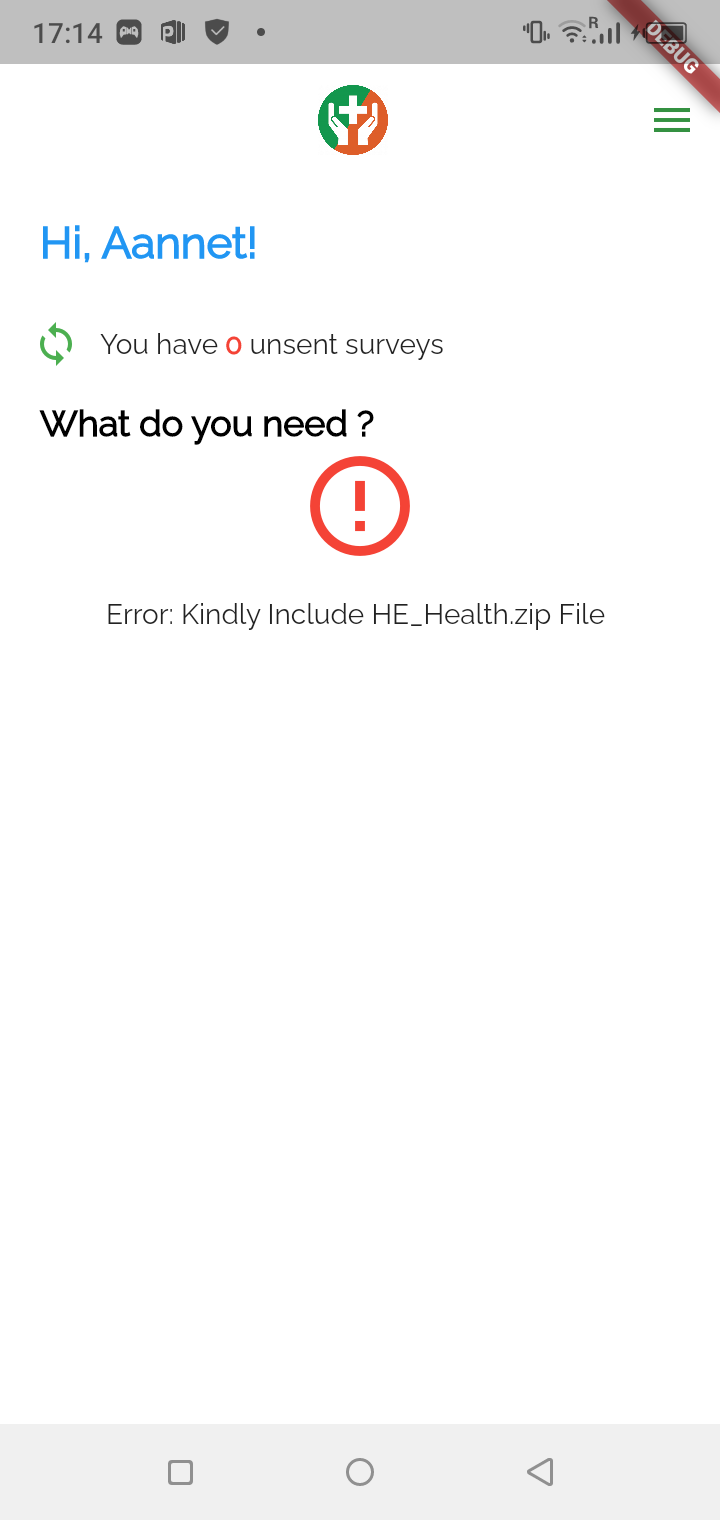 17:14
R
DEBUG
Hi, Aannet!
You have 0 unsent surveys
What do you need ?
Error: Kindly Include HE_Health.zip File